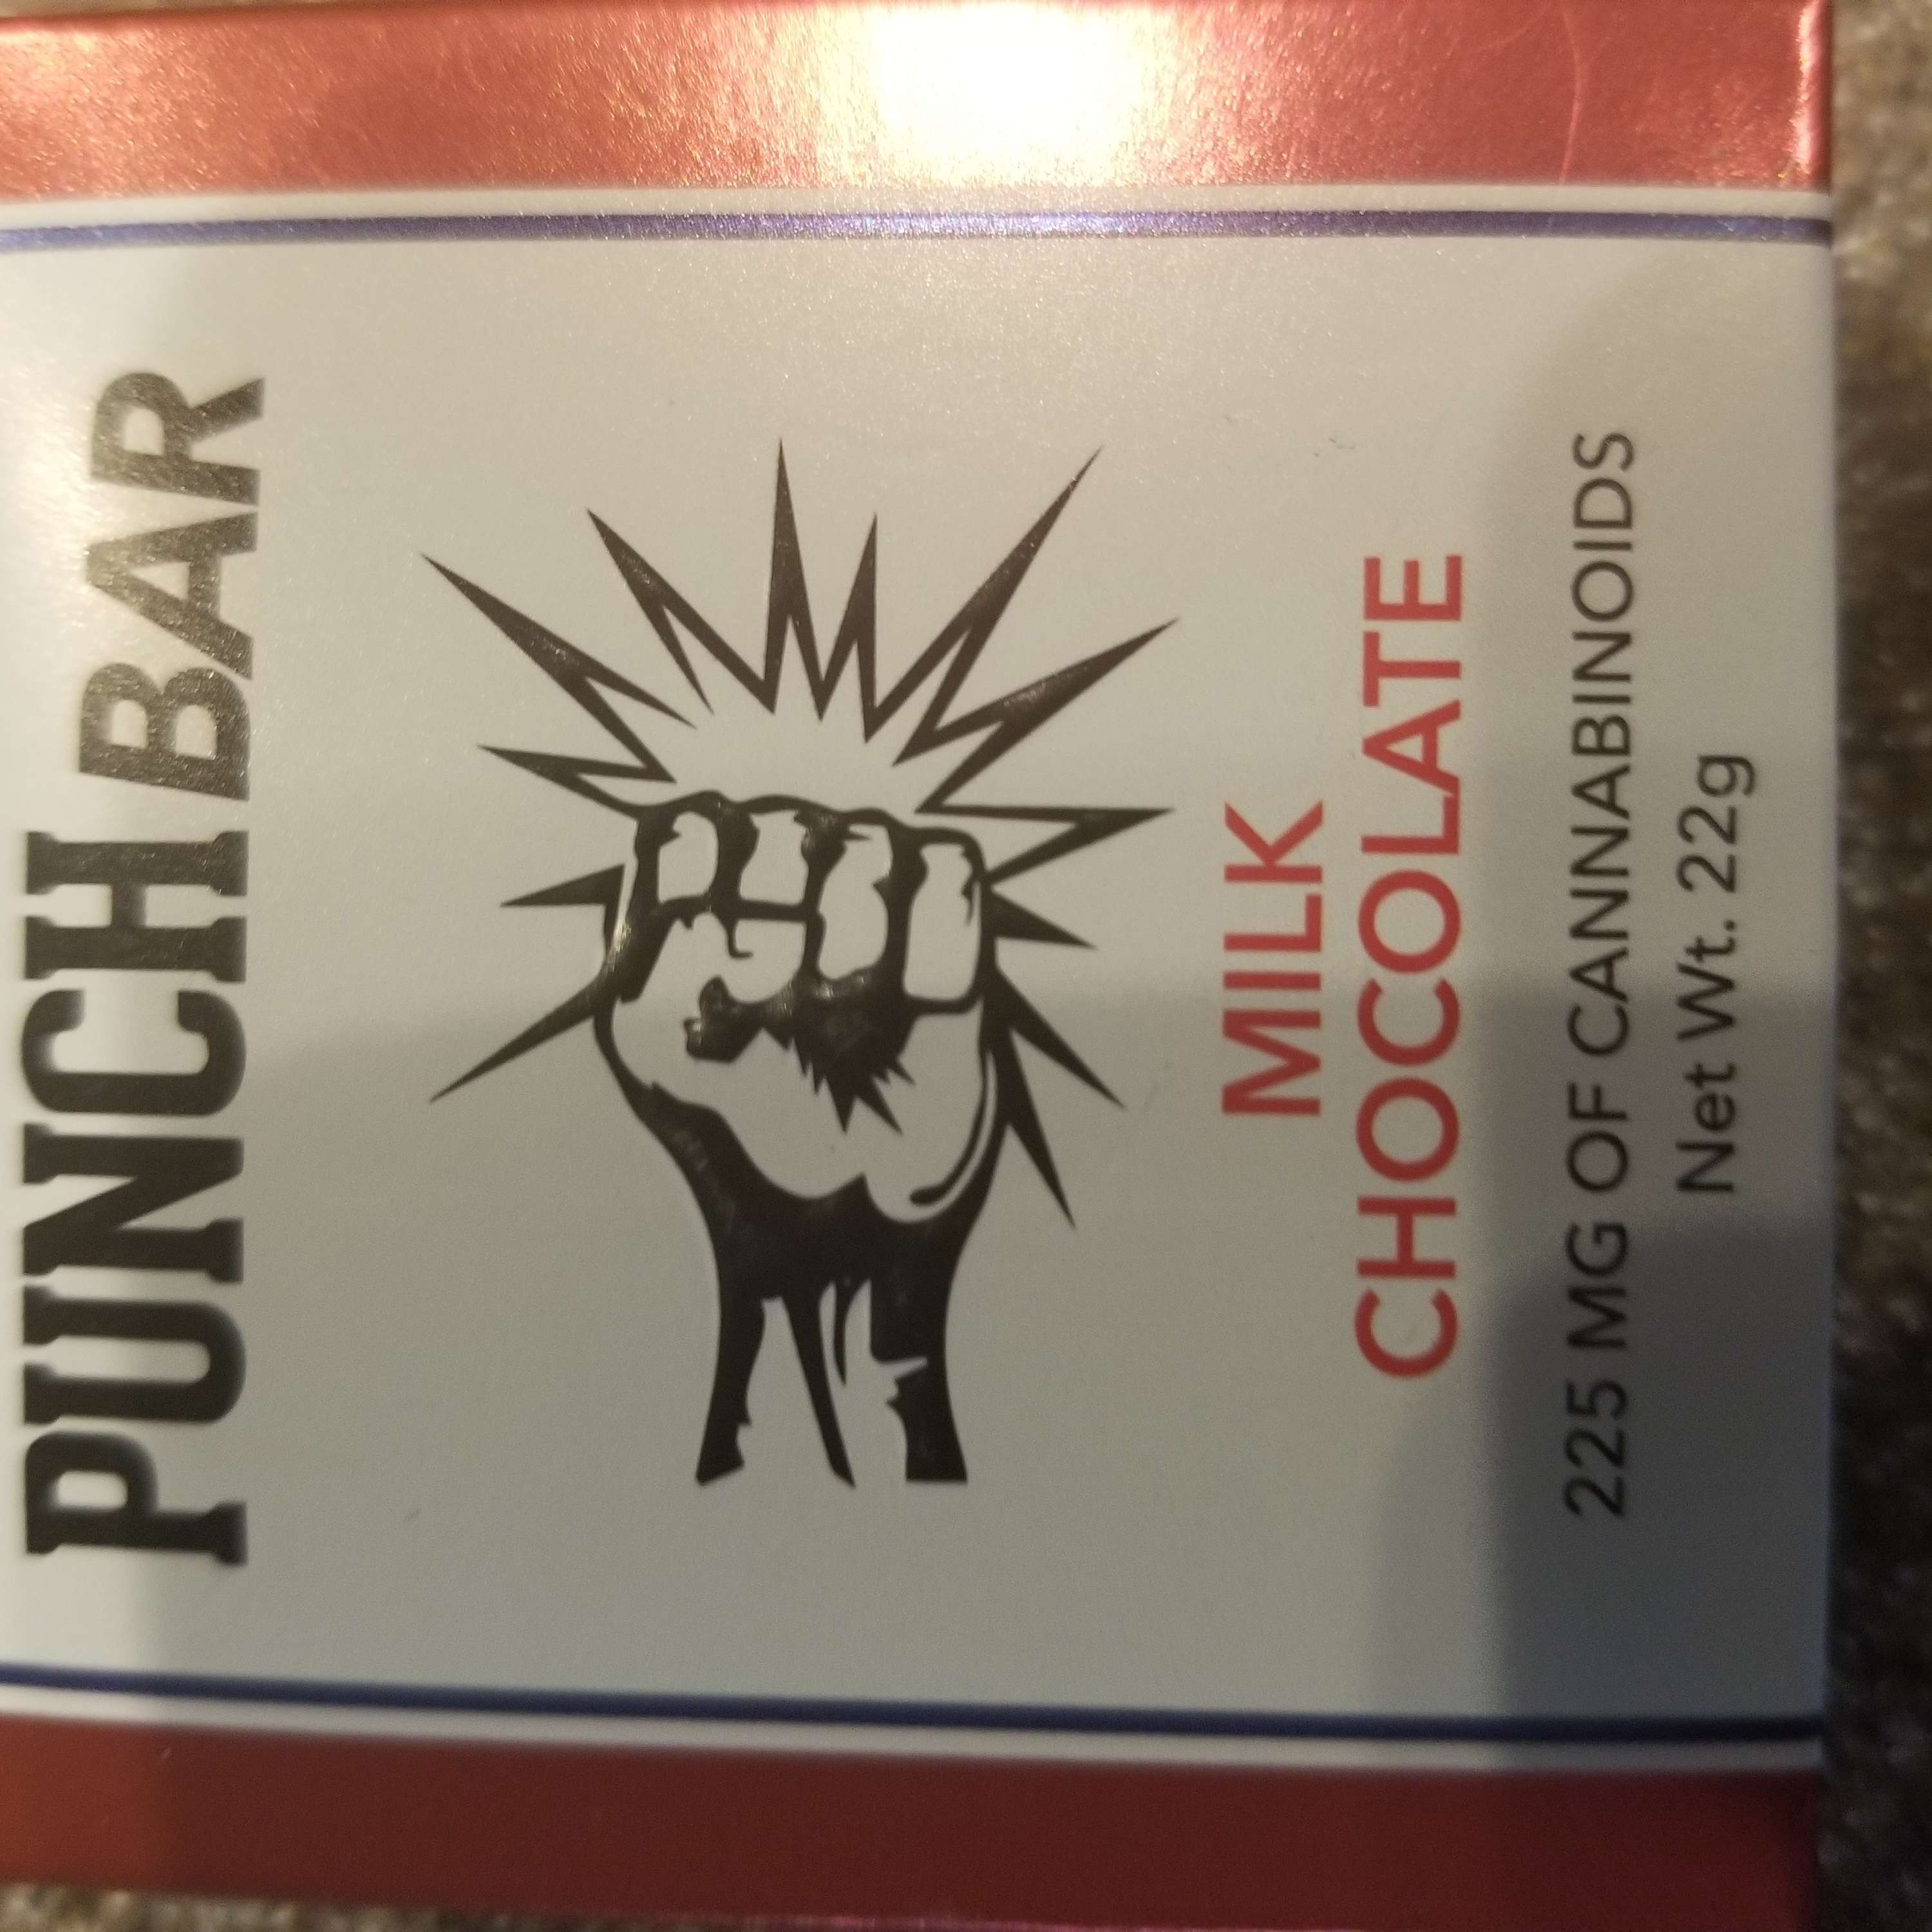 PUNCH BAR
MILK
CHOCOLATE
225 MG OF CANNABINOIDS
Net Wt. 22g